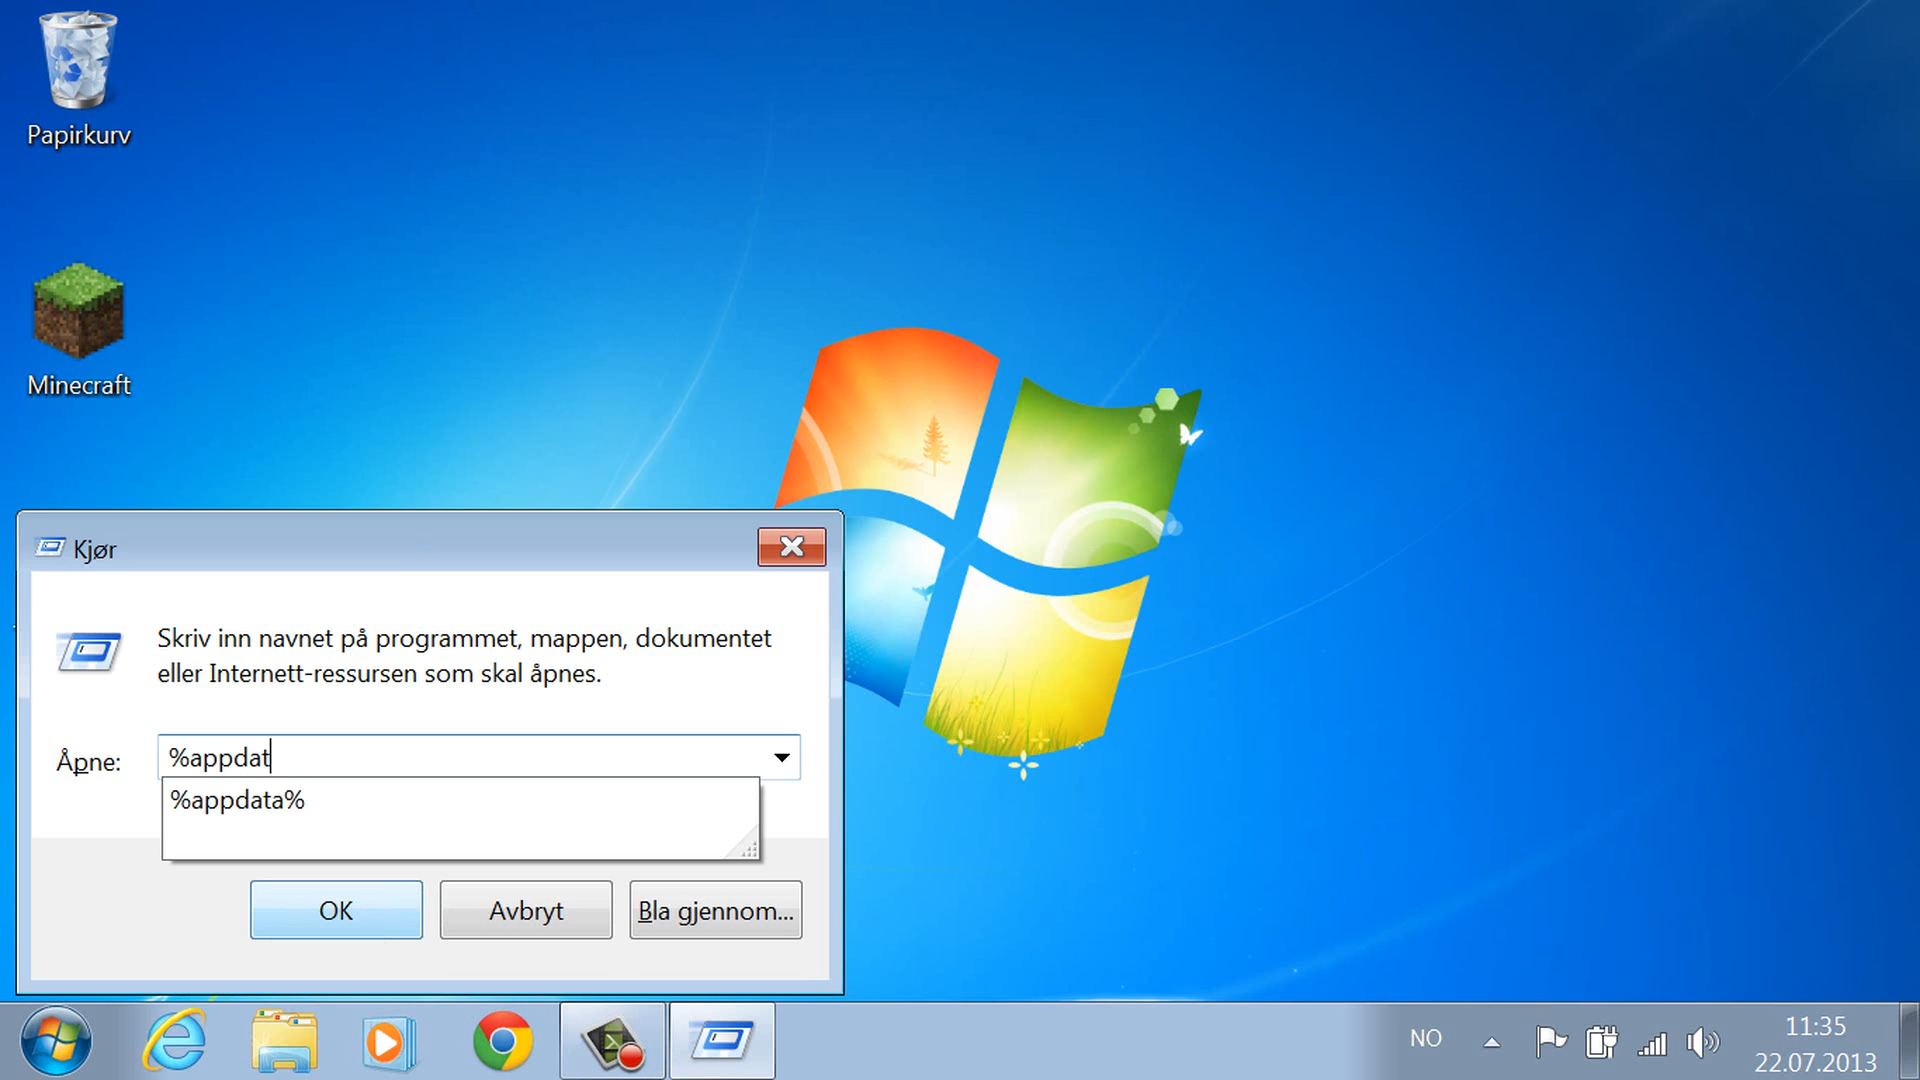 Papirkurv
Minecraft
Kjør
Skriv inn navnet på programmet, mappen, dokumentet
eller Internett-ressursen som skal åpnes.
Åpne:
%appdat
%appdata%
OK
Avbryt
Bla gjennom...
NO
11:35
22.07.2013